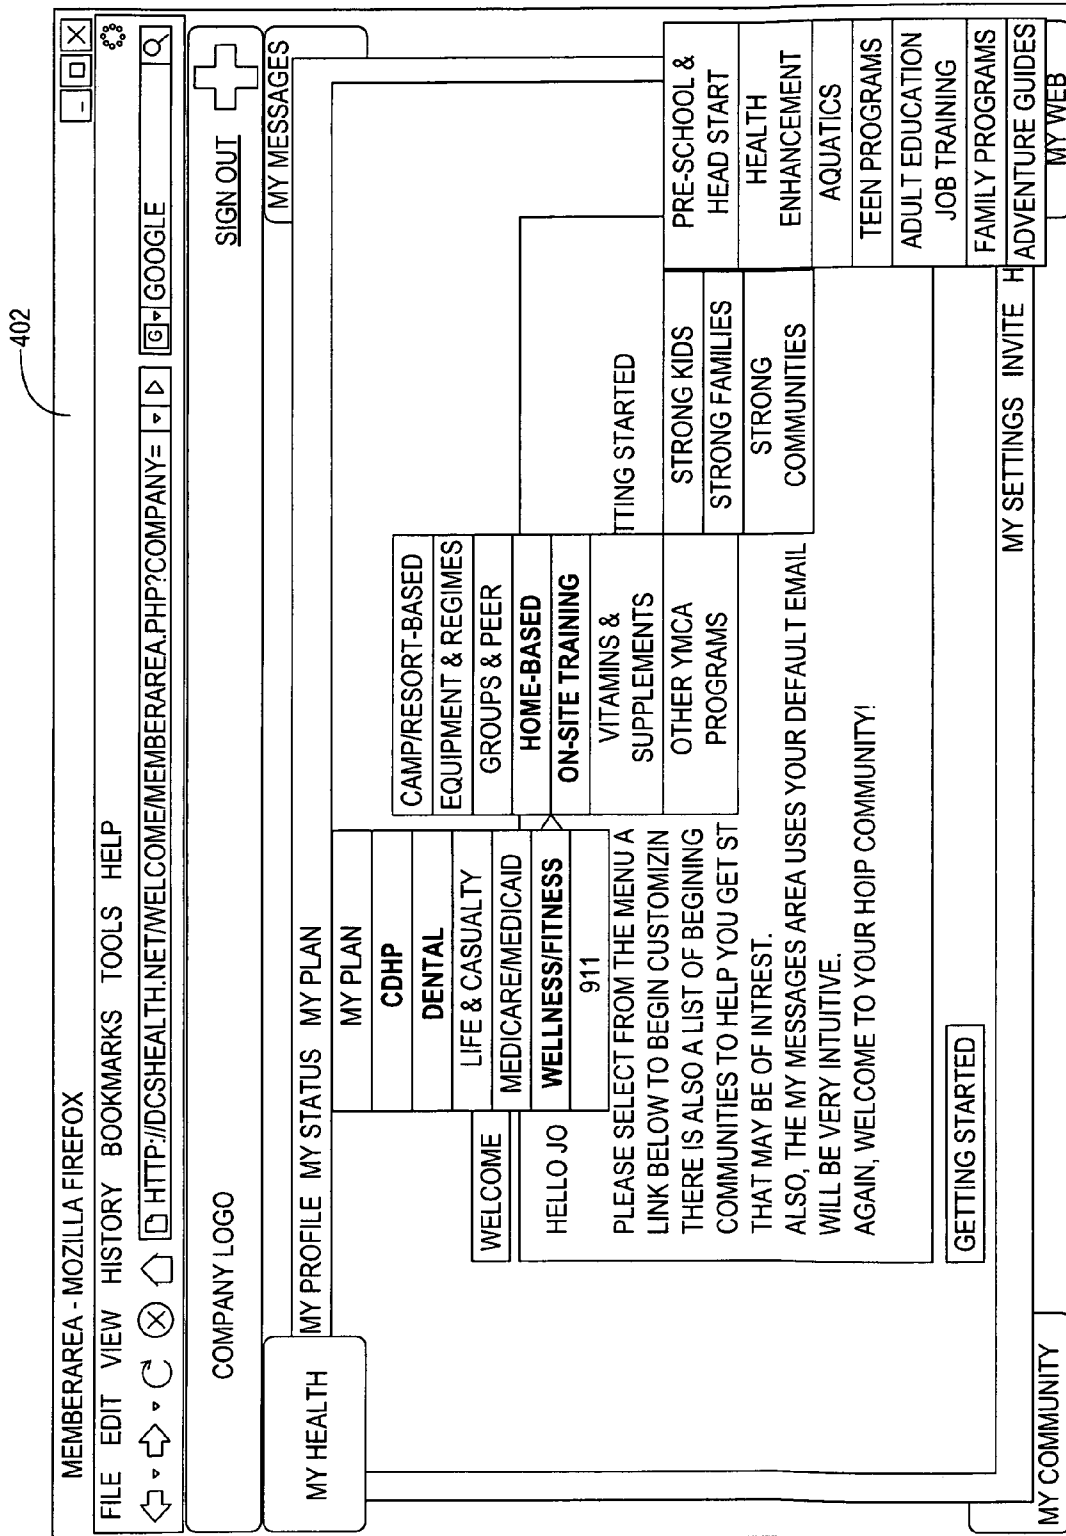 402
MEMBERAREA - MOZILLA FIREFOX
FILE EDIT VIEW HISTORY BOOKMARKS TOOLS HELP
HTTP://DCSHEALTH.NET/WELCOME/MEMBERAREA.PHP?COMPANY=
G GOOGLE
COMPANY LOGO
SIGN OUT
MY HEALTH
MY MESSAGES
MY PROFILE MY STATUS MY PLAN
MY PLAN
CDHP
DENTAL
LIFE & CASUALTY
MEDICARE/MEDICAID
WELLNESS/FITNESS
911
CAMP/RESORT-BASED
EQUIPMENT & REGIMES
GROUPS & PEER
HOME-BASED
ON-SITE TRAINING
VITAMINS &
SUPPLEMENTS
OTHER YMCA
PROGRAMS
STRONG KIDS
STRONG FAMILIES
STRONG
COMMUNITIES
PRE-SCHOOL &
HEAD START
HEALTH
ENHANCEMENT
AQUATICS
TEEN PROGRAMS
ADULT EDUCATION
JOB TRAINING
FAMILY PROGRAMS
ADVENTURE GUIDES
WELCOME
HELLO JO
TTING STARTED
PLEASE SELECT FROM THE MENU A
LINK BELOW TO BEGIN CUSTOMIZIN
THERE IS ALSO A LIST OF BEGINING
COMMUNITIES TO HELP YOU GET ST
THAT MAY BE OF INTREST.
ALSO, THE MY MESSAGES AREA USES YOUR DEFAULT EMAIL
WILL BE VERY INTUITIVE.
AGAIN, WELCOME TO YOUR HOIP COMMUNITY!
GETTING STARTED
MY SETTINGS INVITE H
MY COMMUNITY
MY WEB